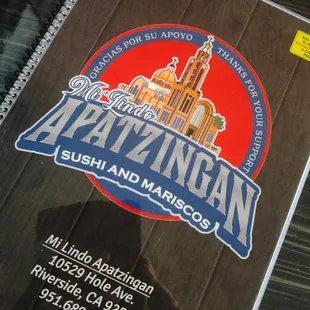 GRACIAS POR SU APOYO
THANKS FOR YOUR SUPPORT
Mi Lindo
APATZINGAN
SUSHI AND MARISCOS
Mi Lindo Apatzingan
10529 Hole Ave.
Riverside, CA